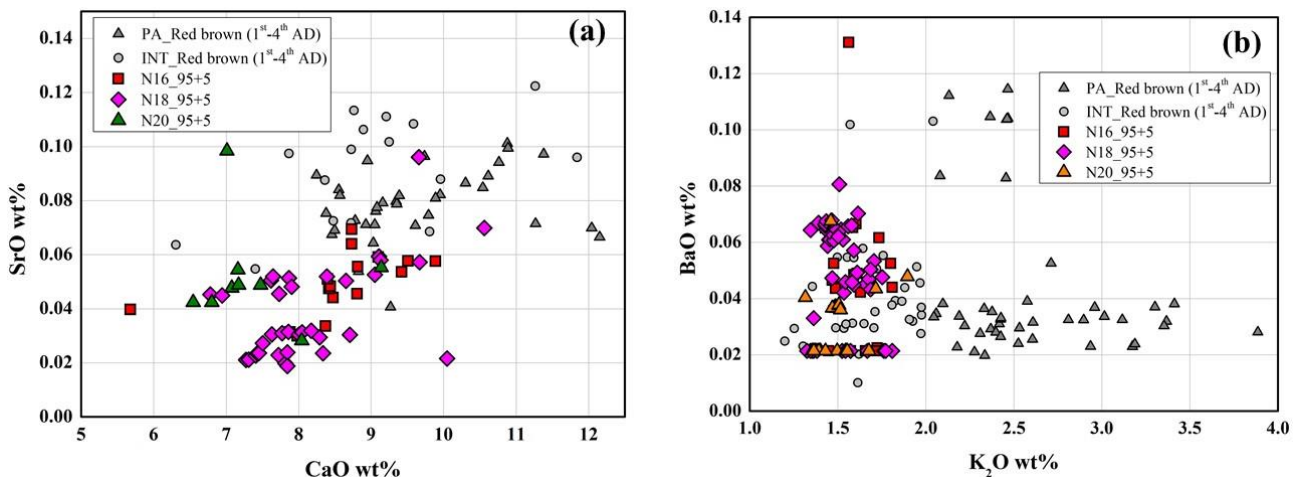 (a)
PA_Red brown (1st-4th AD)
INT_Red brown (1st-4th AD)
N16_95+5
N18_95+5
N20_95+5
SrO wt%
0.14
0.12
0.10
0.08
0.06
0.04
0.02
0.00
5 6 7 8 9 10 11 12
CaO wt%
(b)
PA_Red brown (1st-4th AD)
INT_Red brown (1st-4th AD)
N16_95+5
N18_95+5
N20_95+5
BaO wt%
0.14
0.12
0.10
0.08
0.06
0.04
0.02
0.00
1.0 1.5 2.0 2.5 3.0 3.5 4.0
K2O wt%